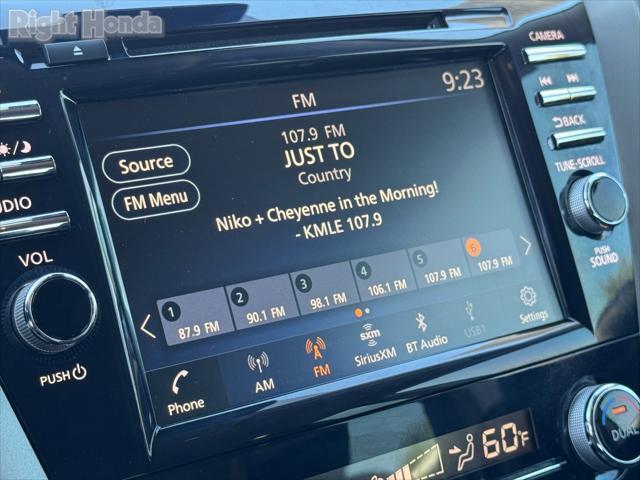 Right Honda
CAMERA
FM
9:23
107.9 FM
JUST TO
Country
Source
FM Menu
BACK
TUNE·SCROLL
Niko + Cheyenne in the Morning!
- KMLE 107.9
VOL
PUSH
PUSH
SOUND
1 2 3 4 5 6
87.9 FM 90.1 FM 98.1 FM 106.1 FM 107.9 FM 107.9 FM
Phone
AM
FM
sxm
SiriusXM
BT Audio
USB1
Settings
60°F
DUAL